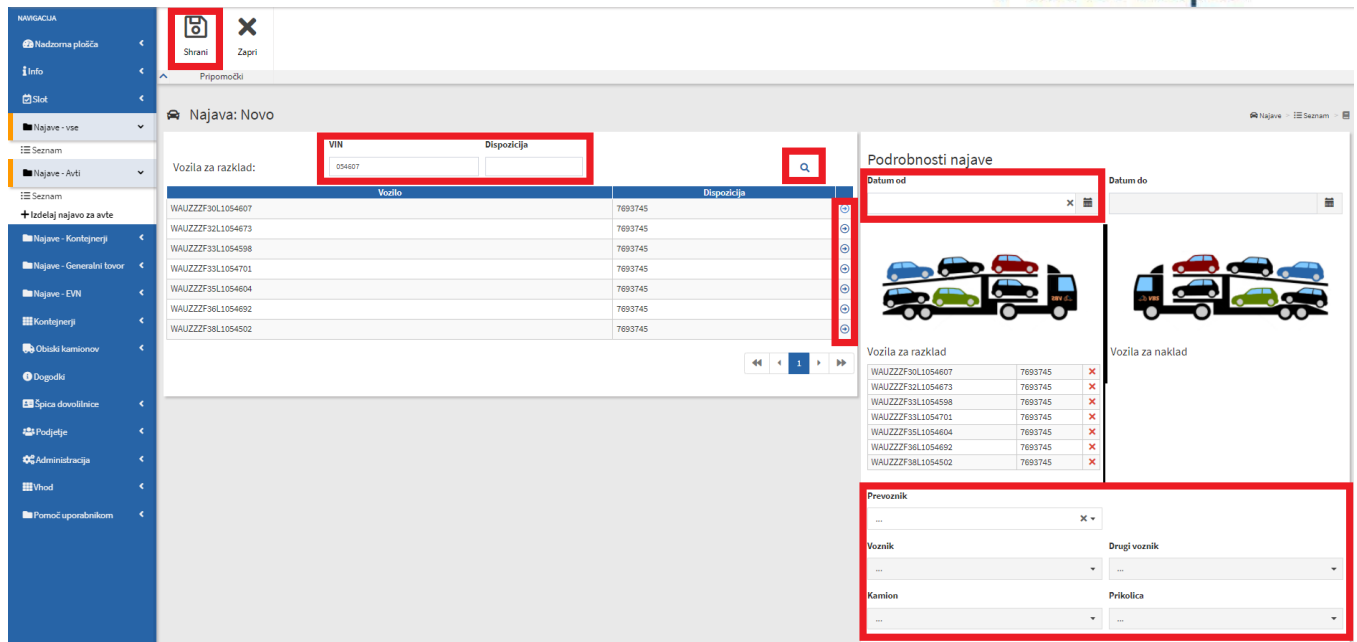 NAVIGACIJA
Nadzorna plošča
Info
Slot
Najave - vse
Seznam
Najave - Avti
Seznam
Izdelaj najavo za avte
Najave - Kontejnerji
Najave - Generalni tovor
Najave - EVN
Kontejnerji
Obiski kamionov
Dogodki
Špica dovolilnice
Podjetje
Administracija
Vhod
Pomoč uporabnikom
Shrani Zapri
Pripomočki
Najava: Novo
Najave > Seznam >
VIN Dispozicija
Vozila za razklad: 054607
Vozilo Dispozicija
WAUZZZF30L1054607 7693745
WAUZZZF32L1054673 7693745
WAUZZZF33L1054598 7693745
WAUZZZF33L1054701 7693745
WAUZZZF35L1054604 7693745
WAUZZZF36L1054692 7693745
WAUZZZF38L1054502 7693745
1
Podrobnosti najave
Datum od Datum do
Vozila za razklad Vozila za naklad
WAUZZZF30L1054607 7693745
WAUZZZF32L1054673 7693745
WAUZZZF33L1054598 7693745
WAUZZZF33L1054701 7693745
WAUZZZF35L1054604 7693745
WAUZZZF36L1054692 7693745
WAUZZZF38L1054502 7693745
Prevoznik
...
Voznik Drugi voznik
... ...
Kamion Prikolica
... ...